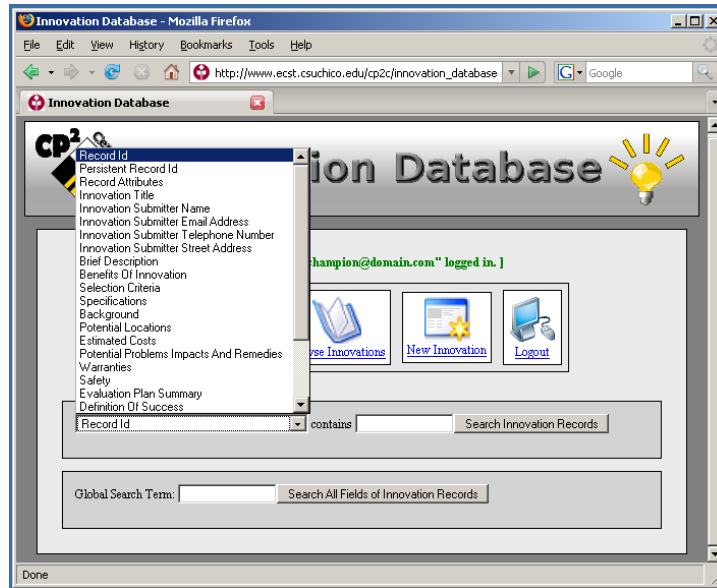 Innovation Database - Mozilla Firefox
File Edit View History Bookmarks Tools Help
http://www.ecst.csuchico.edu/cp2c/innovation_database
G Google
Innovation Database
CP2
ion Database
Record Id
Persistent Record Id
Record Attributes
Innovation Title
Innovation Submitter Name
Innovation Submitter Email Address
Innovation Submitter Telephone Number
Innovation Submitter Street Address
Brief Description
Benefits Of Innovation
Selection Criteria
Specifications
Background
Potential Locations
Estimated Costs
Potential Problems Impacts And Remedies
Warranties
Safety
Evaluation Plan Summary
Definition Of Success
champion@domain.com" logged in. ]
wse Innovations New Innovation Logout
Record Id contains Search Innovation Records
Global Search Term: Search All Fields of Innovation Records
Done